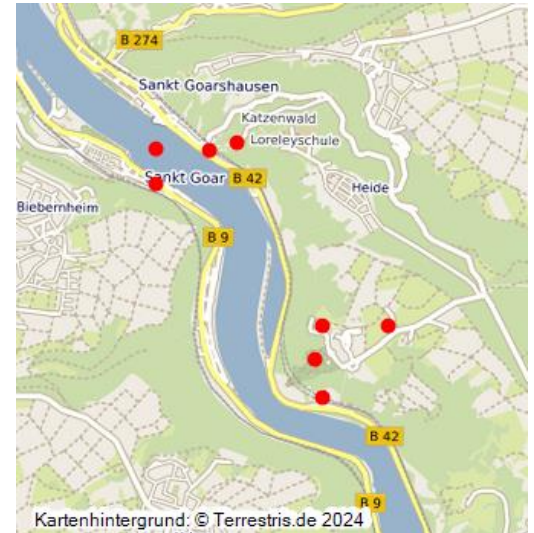 B 274
Sankt Goarshausen
Katzenwald
Loreleyschule
Sankt Goar
B 42
Heide
Biebernheim
B 9
B 42
B 9
Kartenhintergrund: © Terrestris.de 2024